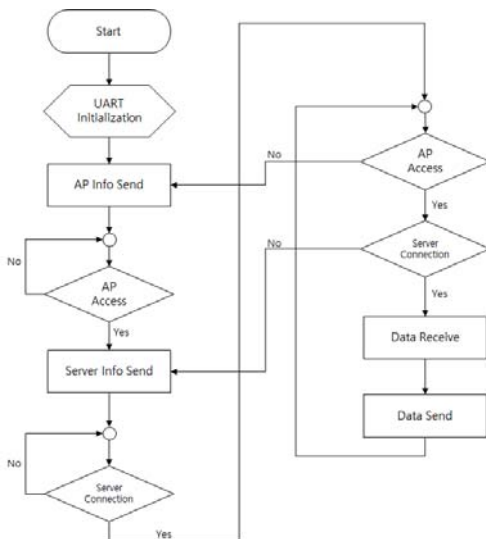 Start
UART
Initialization
AP Info Send
No
AP
Access
Yes
Server Info Send
No
Server
Connection
Yes
No
AP
Access
Yes
No
Server
Connection
Yes
Data Receive
Data Send